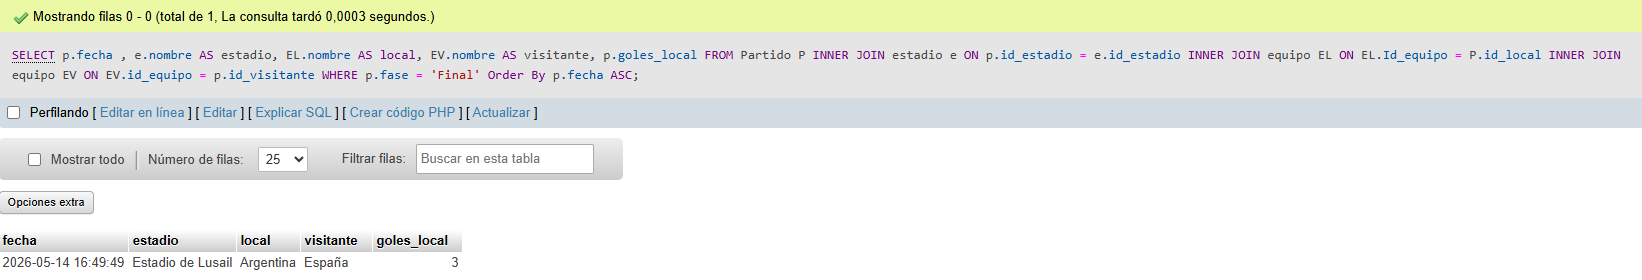 Mostrando filas 0 - 0 (total de 1, La consulta tardó 0,0003 segundos.)
SELECT p.fecha , e.nombre AS estadio, EL.nombre AS local, EV.nombre AS visitante, p.goles_local FROM Partido P INNER JOIN estadio e ON p.id_estadio = e.id_estadio INNER JOIN equipo EL ON EL.Id_equipo = P.id_local INNER JOIN
equipo EV ON EV.id_equipo = p.id_visitante WHERE p.fase = 'Final' Order By p.fecha ASC;
Perfilando [ Editar en línea ] [ Editar ] [ Explicar SQL ] [ Crear código PHP ] [ Actualizar ]
Mostrar todo | Número de filas: 25 Filtrar filas: Buscar en esta tabla
Opciones extra
fecha estadio local visitante goles_local
2026-05-14 16:49:49 Estadio de Lusail Argentina España 3